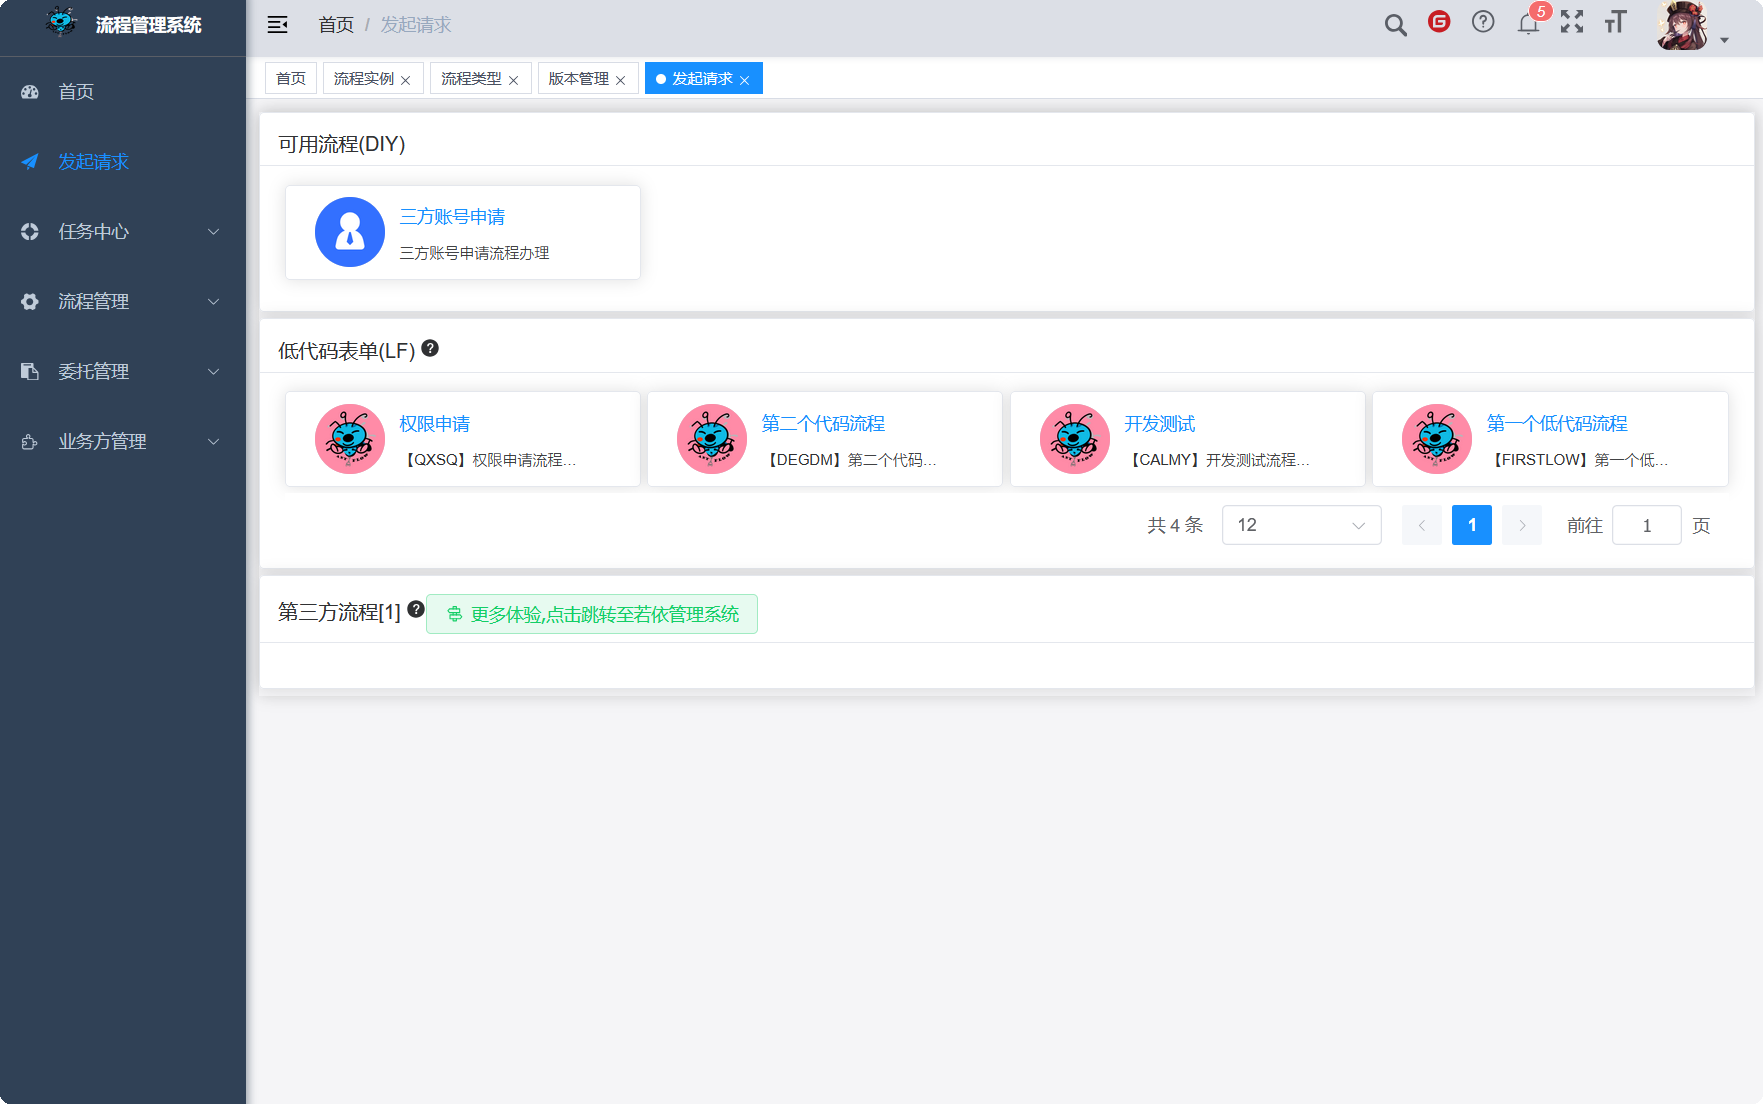 流程管理系统
首页 / 发起请求
5
首页
发起请求
任务中心
流程管理
委托管理
业务方管理
首页
流程实例
流程类型
版本管理
发起请求
可用流程(DIY)
三方账号申请
三方账号申请流程办理
低代码表单(LF)
权限申请
【QXSQ】权限申请流程...
第二个代码流程
【DEGDM】第二个代码...
开发测试
【CALMY】开发测试流程...
第一个低代码流程
【FIRSTLOW】第一个低...
共 4 条
12
1
前往 1 页
第三方流程[1]
更多体验,点击跳转至若依管理系统